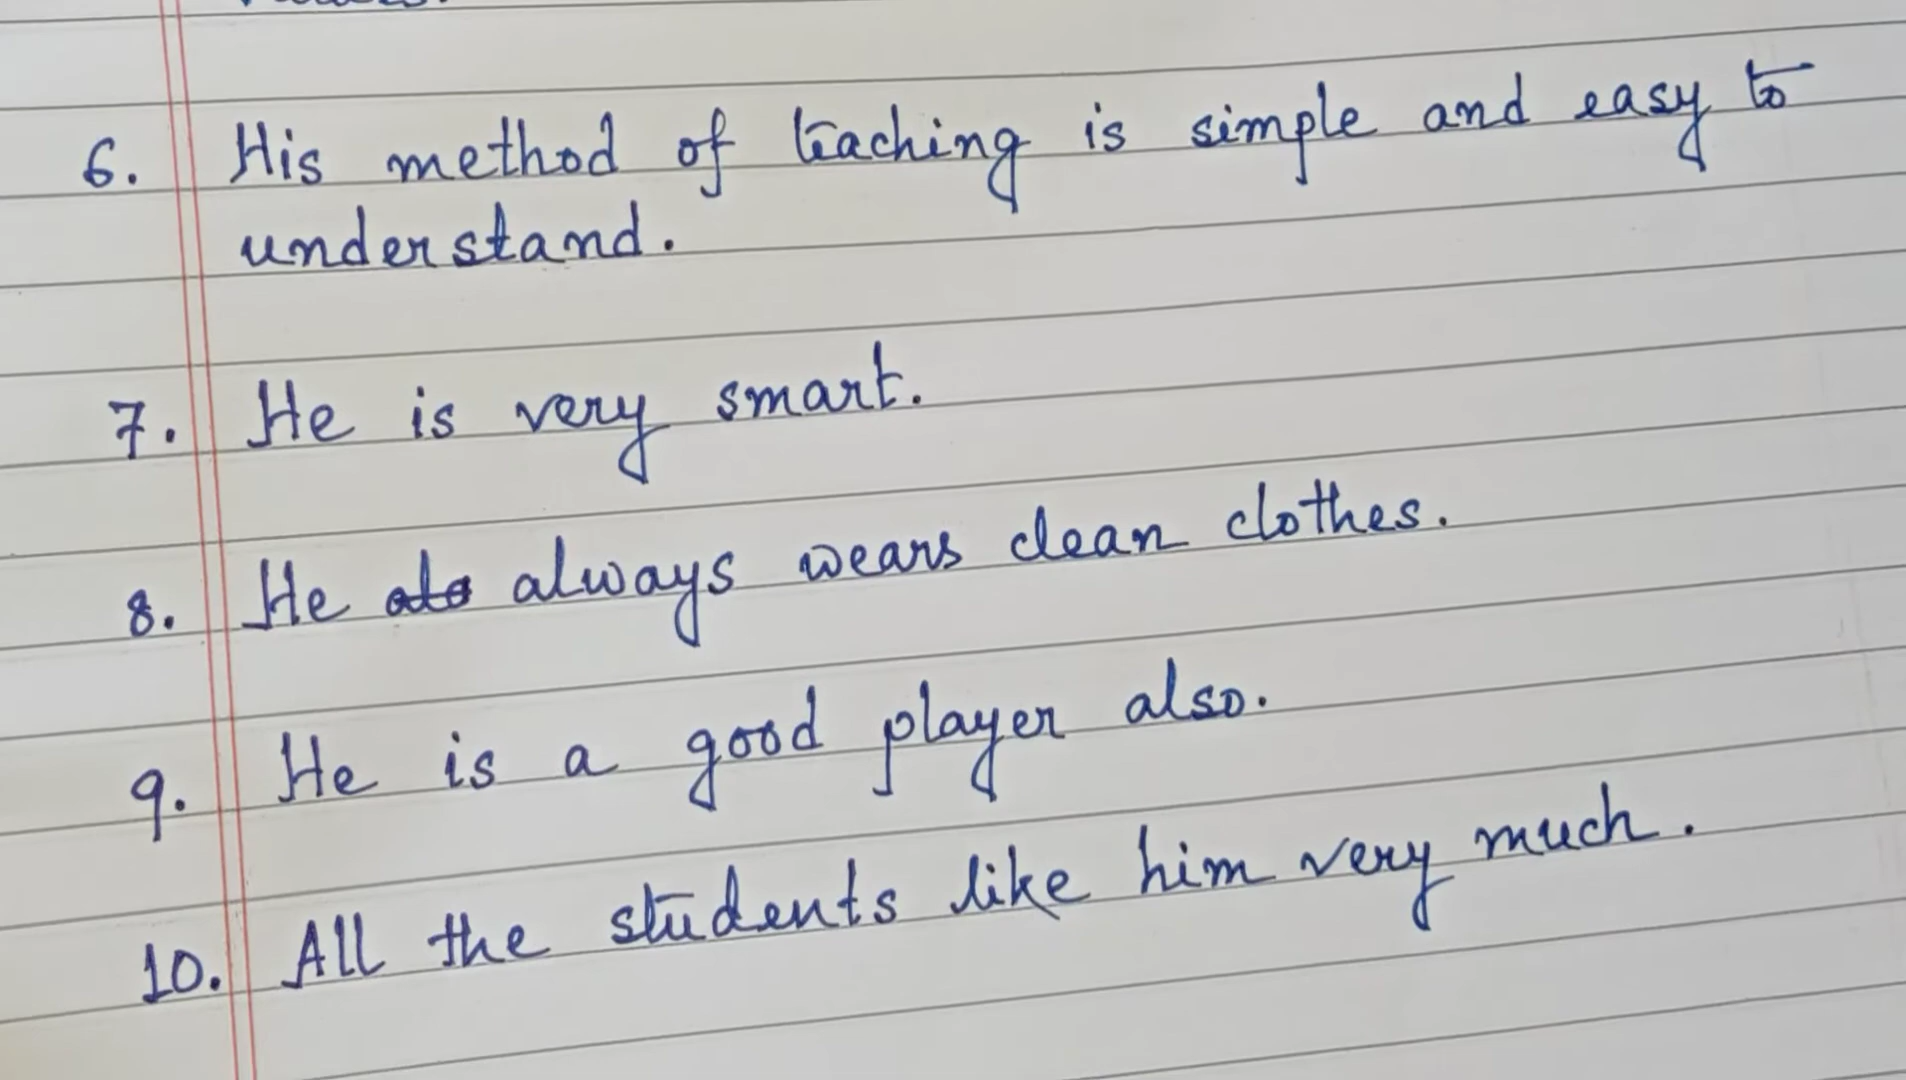 6. His method of teaching is simple and easy to
understand.
7. He is very smart.
8. He always wears clean clothes.
9. He is a good player also.
10. All the students like him very much.